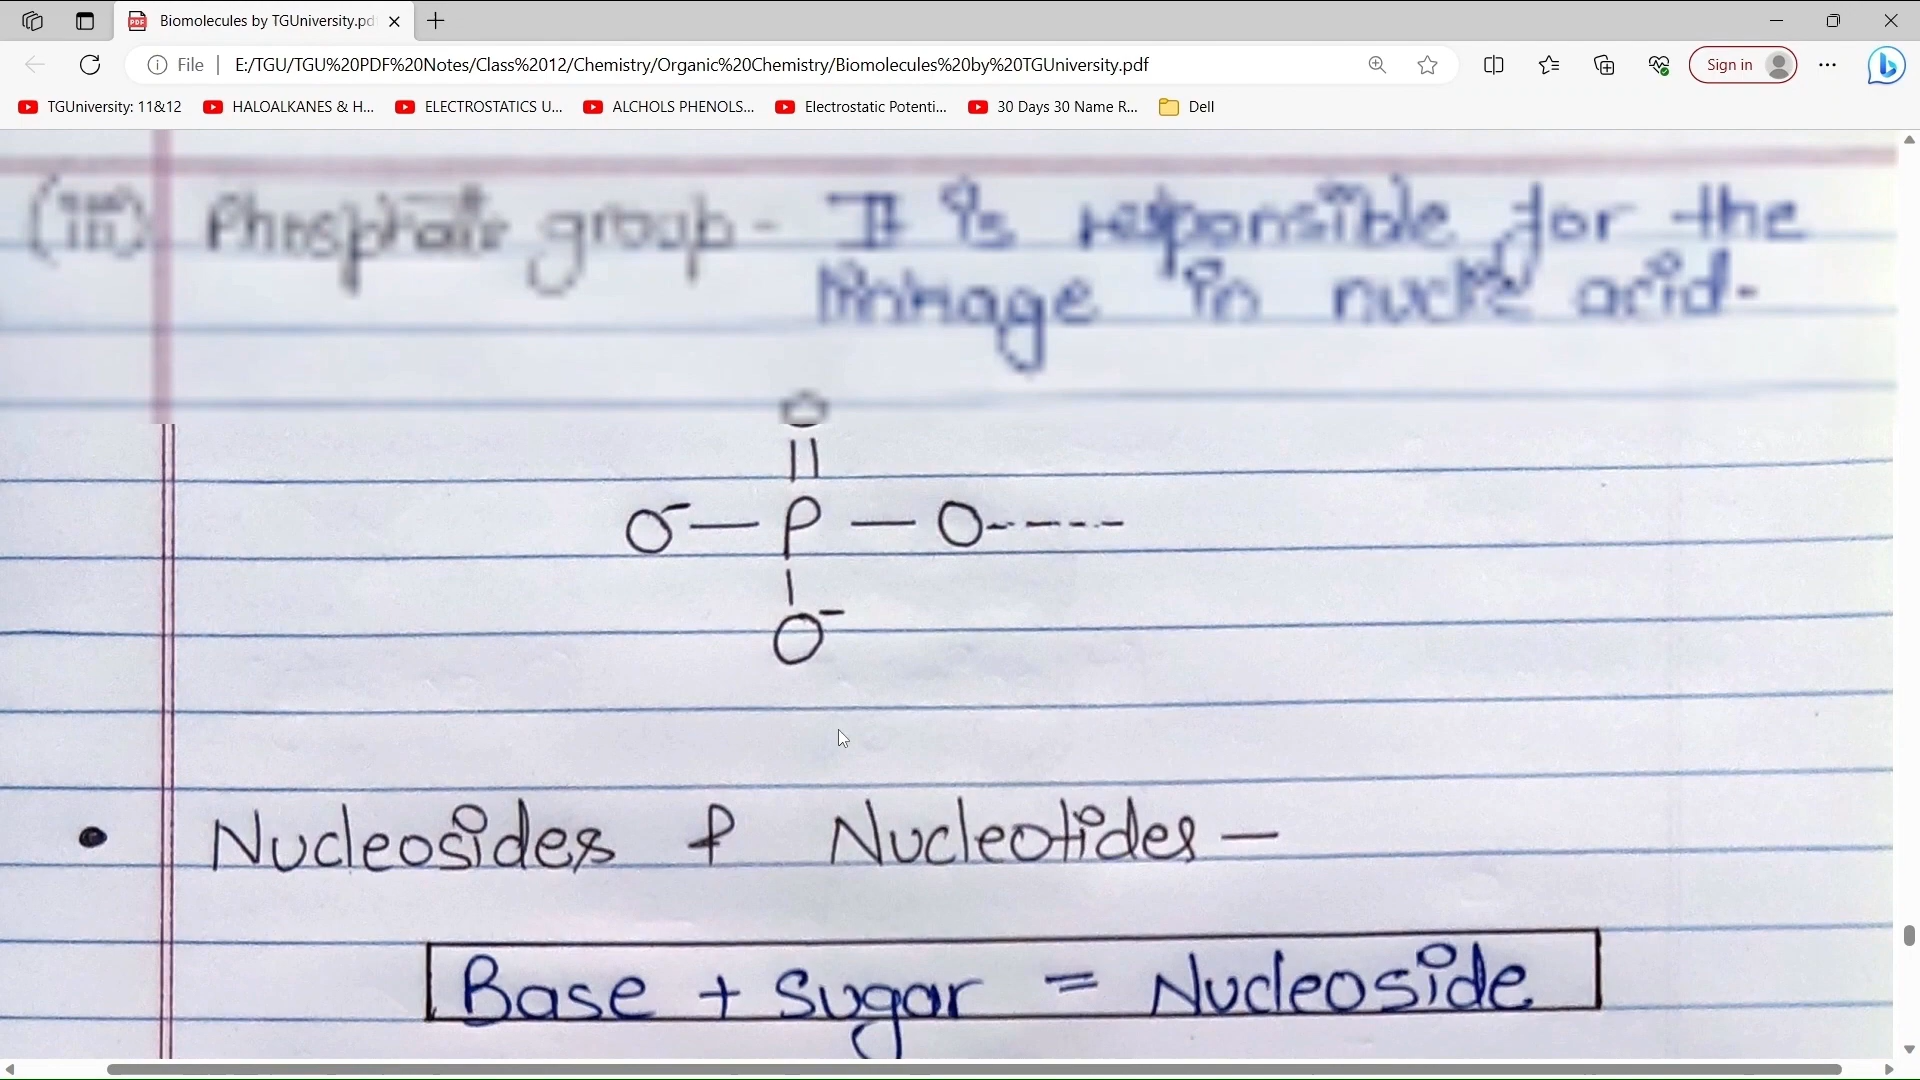 Biomolecules by TGUniversity.pd
File
E:/TGU/TGU%20PDF%20Notes/Class%2012/Chemistry/Organic%20Chemistry/Biomolecules%20by%20TGUniversity.pdf
Sign in
TGUniversity: 11&12
HALOALKANES & H...
ELECTROSTATICS U...
ALCHOLS PHENOLS...
Electrostatic Potenti...
30 Days 30 Name R...
Dell
(iii) Phosphate group - It is responsible for the
linkage in nucle acid.
O
||
O⁻ — P — O-----
|
O⁻
• Nucleosides & Nucleotides —
Base + Sugar = Nucleoside